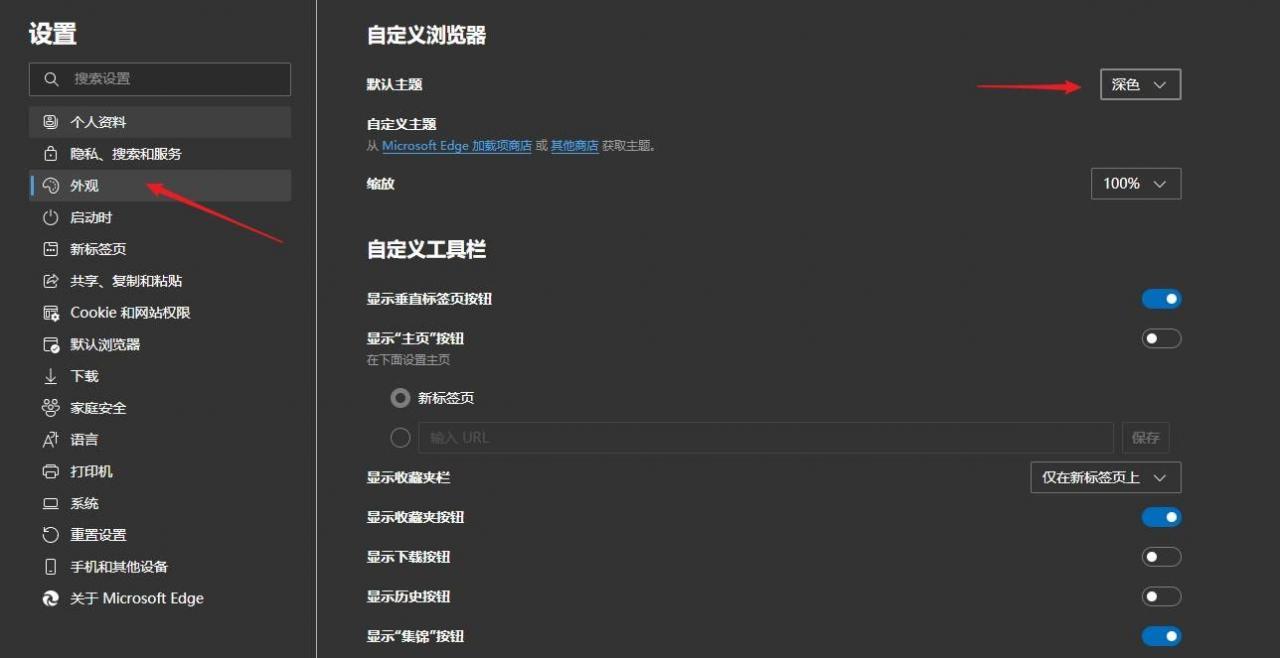 设置
搜索设置
个人资料
隐私、搜索和服务
外观
启动时
新标签页
共享、复制和粘贴
Cookie 和网站权限
默认浏览器
下载
家庭安全
语言
打印机
系统
重置设置
手机和其他设备
关于 Microsoft Edge
自定义浏览器
默认主题
深色
自定义主题
从 Microsoft Edge 加载项商店 或 其他商店 获取主题。
缩放
100%
自定义工具栏
显示垂直标签页按钮
显示“主页”按钮
在下面设置主页
新标签页
输入 URL
保存
显示收藏夹栏
仅在新标签页上
显示收藏夹按钮
显示下载按钮
显示历史按钮
显示“集锦”按钮